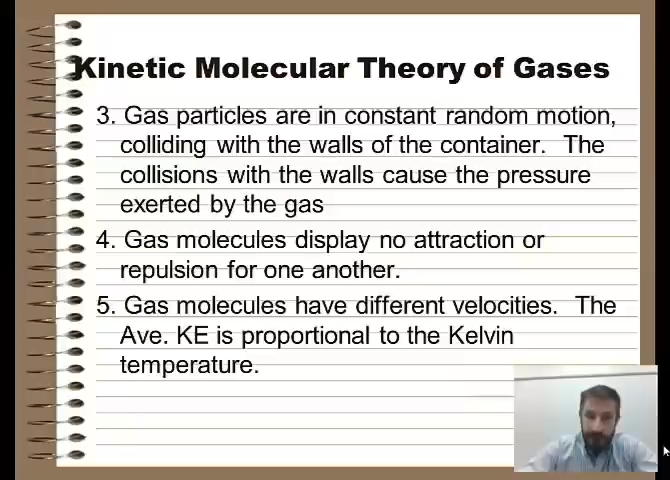 Kinetic Molecular Theory of Gases
3. Gas particles are in constant random motion,
colliding with the walls of the container.  The
collisions with the walls cause the pressure
exerted by the gas
4. Gas molecules display no attraction or
repulsion for one another.
5. Gas molecules have different velocities.  The
Ave. KE is proportional to the Kelvin
temperature.